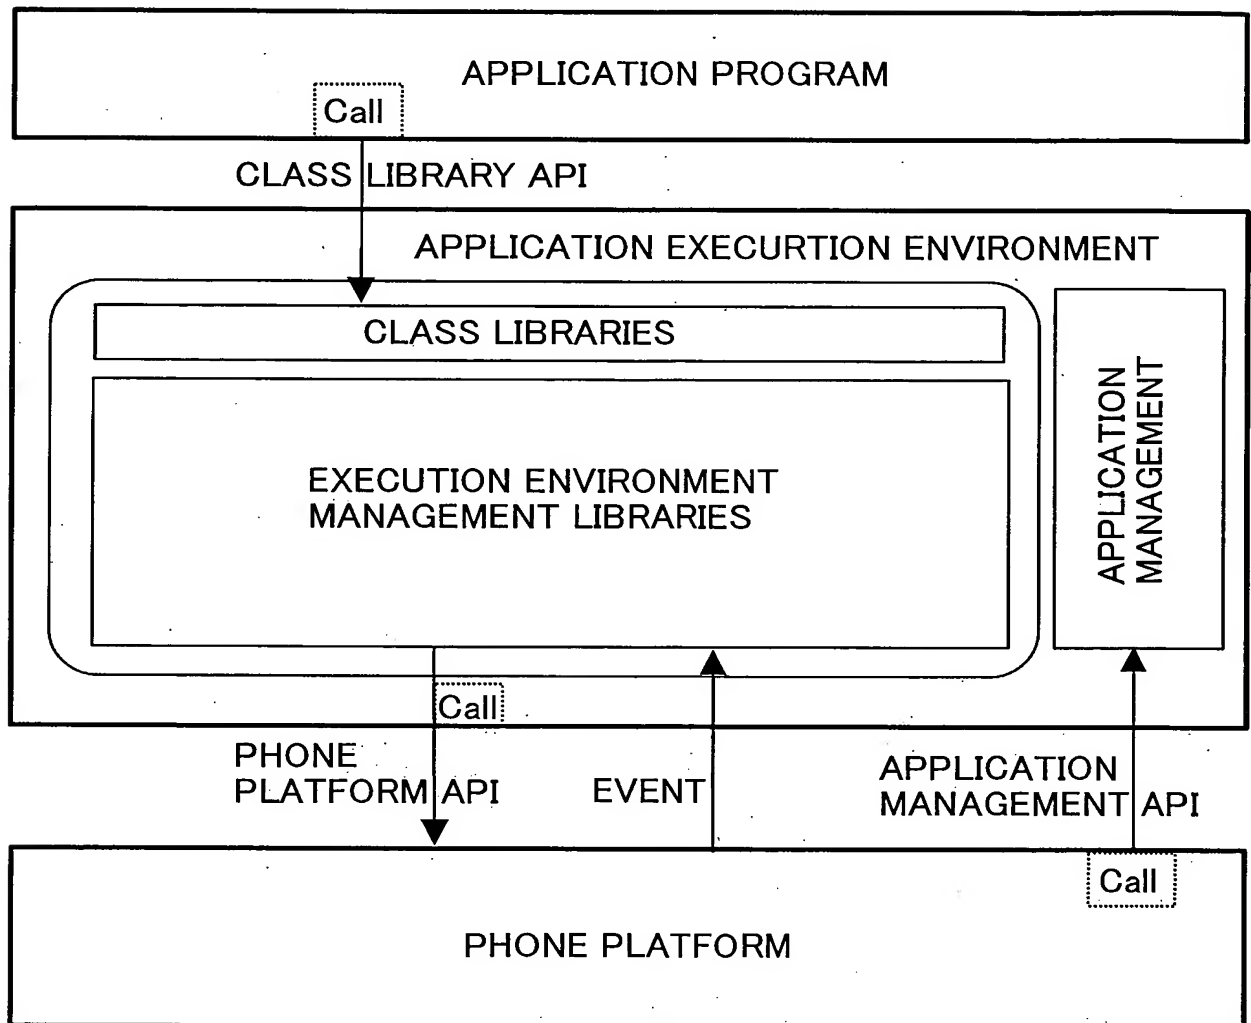 APPLICATION PROGRAM
Call
CLASS LIBRARY API
APPLICATION EXECURTION ENVIRONMENT
CLASS LIBRARIES
APPLICATION
MANAGEMENT
EXECUTION ENVIRONMENT
MANAGEMENT LIBRARIES
Call
PHONE
PLATFORM API
EVENT
APPLICATION
MANAGEMENT API
Call
PHONE PLATFORM